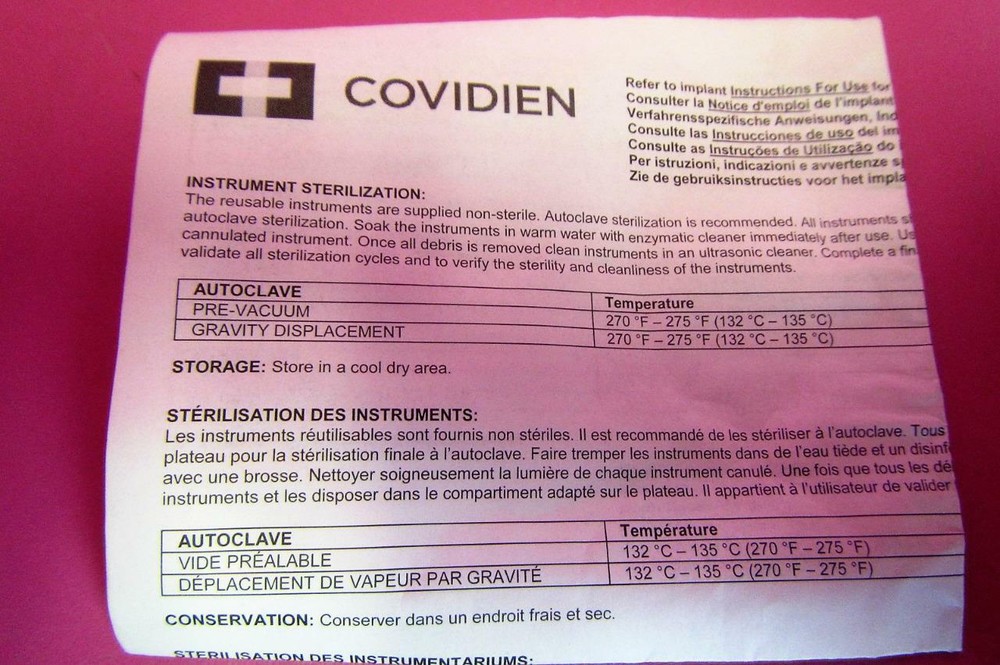 COVIDIEN
Refer to implant Instructions For Use for
Consulter la Notice d'emploi de l'implant
Verfahrensspezifische Anweisungen,
Consulte las Instrucciones de uso del
Consulte as Instruções de Utilização do
Per istruzioni, indicazioni e avvertenze
Zie de gebruiksinstructies voor het
INSTRUMENT STERILIZATION:
The reusable instruments are supplied non-sterile. Autoclave sterilization is recommended. All instruments
autoclave sterilization. Soak the instruments in warm water with enzymatic cleaner immediately after use.
cannulated instrument. Once all debris is removed clean instruments in an ultrasonic cleaner. Complete a
validate all sterilization cycles and to verify the sterility and cleanliness of the instruments.
AUTOCLAVE Temperature
PRE-VACUUM 270 °F – 275 °F (132 °C – 135 °C)
GRAVITY DISPLACEMENT 270 °F – 275 °F (132 °C – 135 °C)
STORAGE: Store in a cool dry area.
STÉRILISATION DES INSTRUMENTS:
Les instruments réutilisables sont fournis non stériles. Il est recommandé de les stériliser à l'autoclave. Tous
plateau pour la stérilisation finale à l'autoclave. Faire tremper les instruments dans de l'eau tiède et un
avec une brosse. Nettoyer soigneusement la lumière de chaque instrument canulé. Une fois que tous les
instruments et les disposer dans le compartiment adapté sur le plateau. Il appartient à l'utilisateur de valider
AUTOCLAVE Température
VIDE PRÉALABLE 132 °C – 135 °C (270 °F – 275 °F)
DÉPLACEMENT DE VAPEUR PAR GRAVITÉ 132 °C – 135 °C (270 °F – 275 °F)
CONSERVATION: Conserver dans un endroit frais et sec.
STERILISATION DES INSTRUMENTARIUMS: